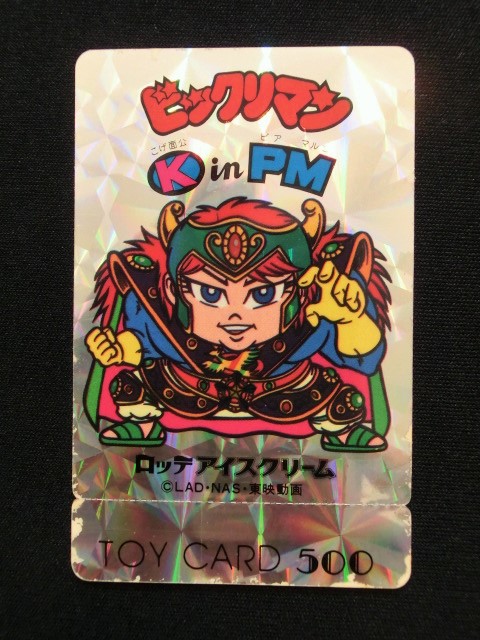 ビックリマン
こげ面公 ピア マルー
K in PM
ロッテ アイスクリーム
©LAD・NAS・東映動画
TOY CARD 500